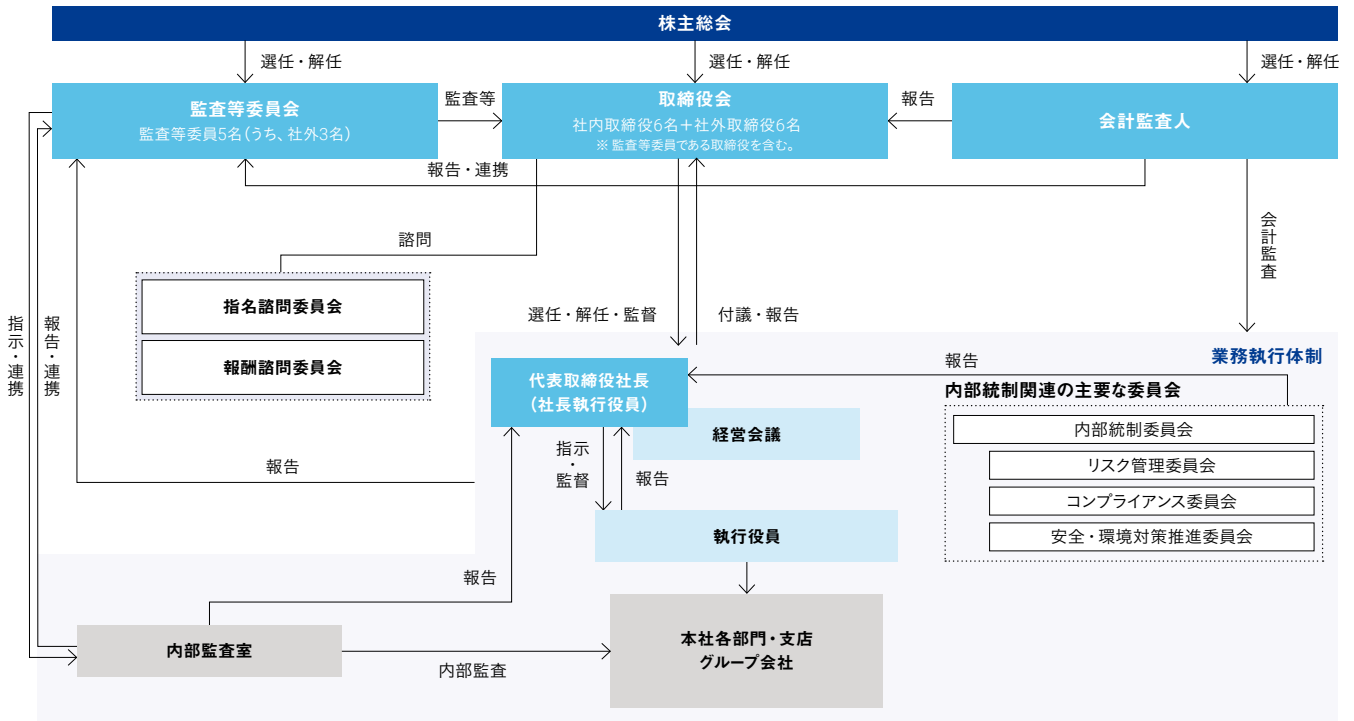 株主総会
選任・解任
選任・解任
選任・解任
監査等委員会
監査等委員5名(うち、社外3名)
監査等
取締役会
社内取締役6名＋社外取締役6名
※ 監査等委員である取締役を含む。
報告
会計監査人
報告・連携
諮問
会計監査
指名諮問委員会
報酬諮問委員会
指示・連携
報告・連携
選任・解任・監督
付議・報告
業務執行体制
報告
代表取締役社長
(社長執行役員)
経営会議
内部統制関連の主要な委員会
内部統制委員会
リスク管理委員会
コンプライアンス委員会
安全・環境対策推進委員会
報告
指示
・
監督
報告
執行役員
報告
内部監査室
内部監査
本社各部門・支店
グループ会社